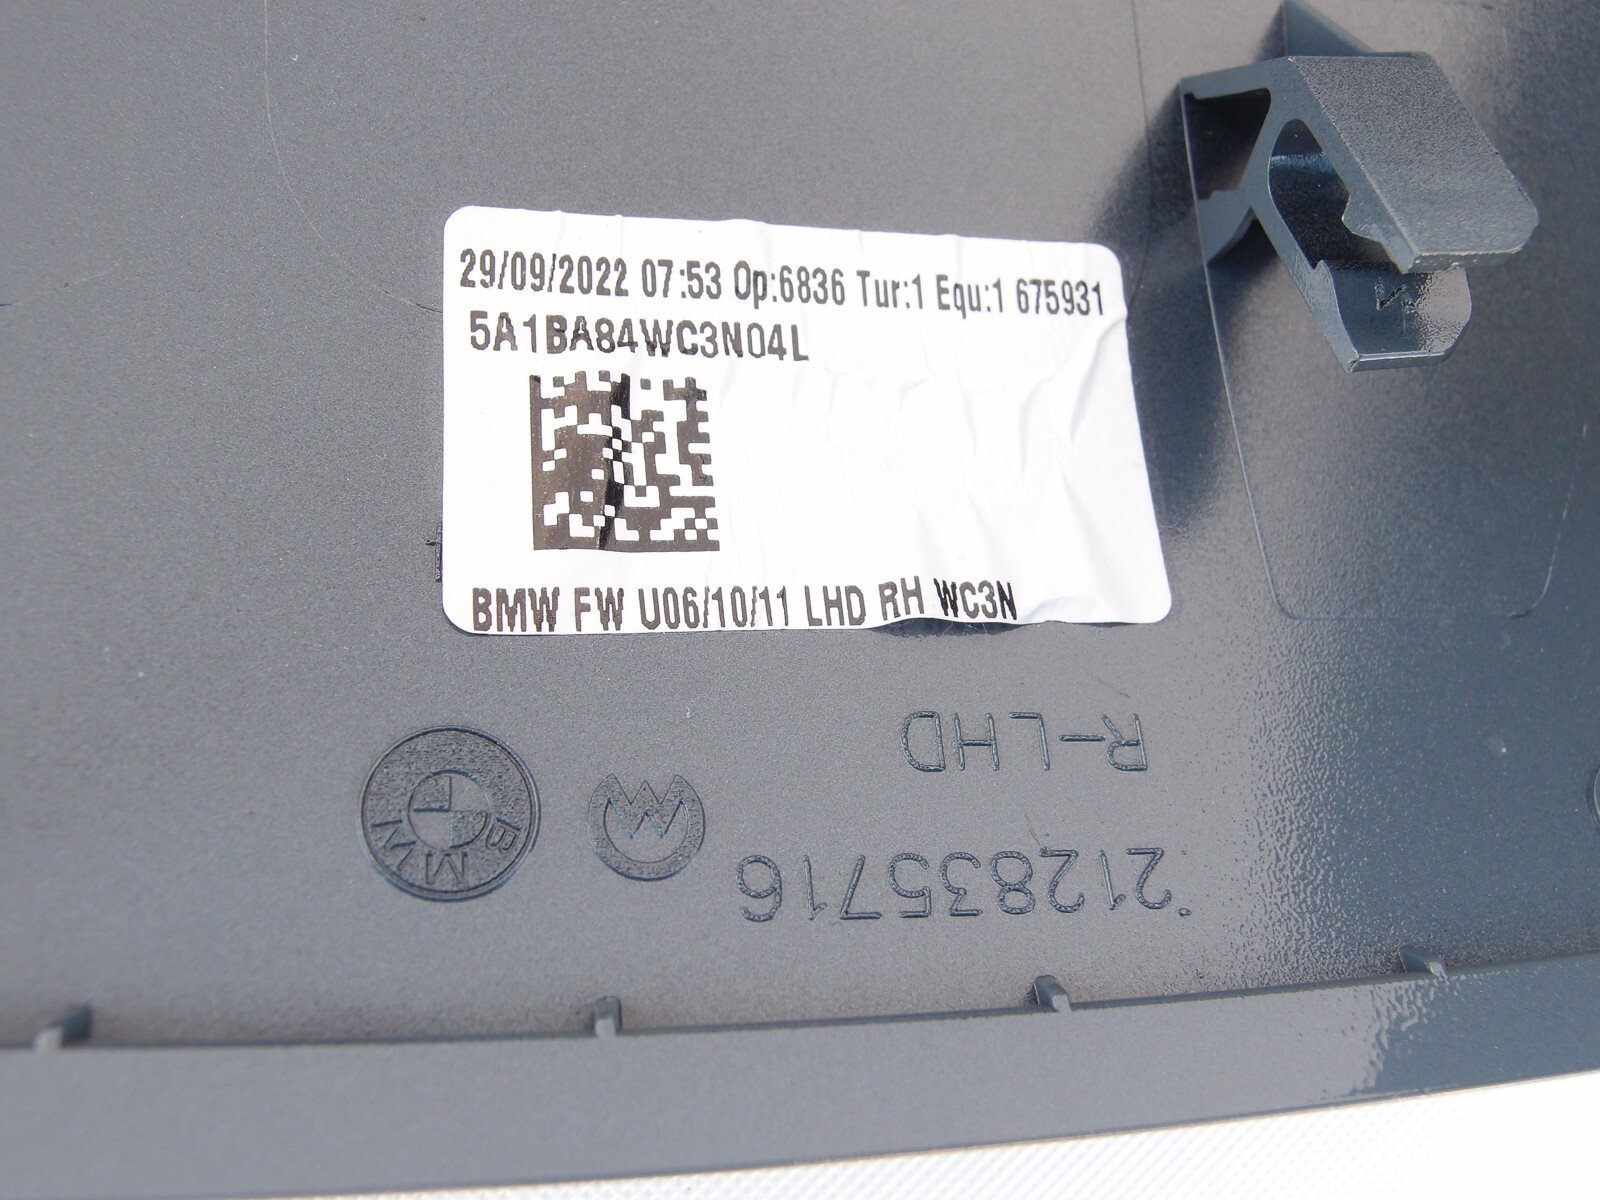 29/09/2022 07:53 Op:6836 Tur:1 Equ:1 675931
5A1BA84WC3N04L
BMW FW U06/10/11 LHD RH WC3N
R-LHD
BMW
212835716